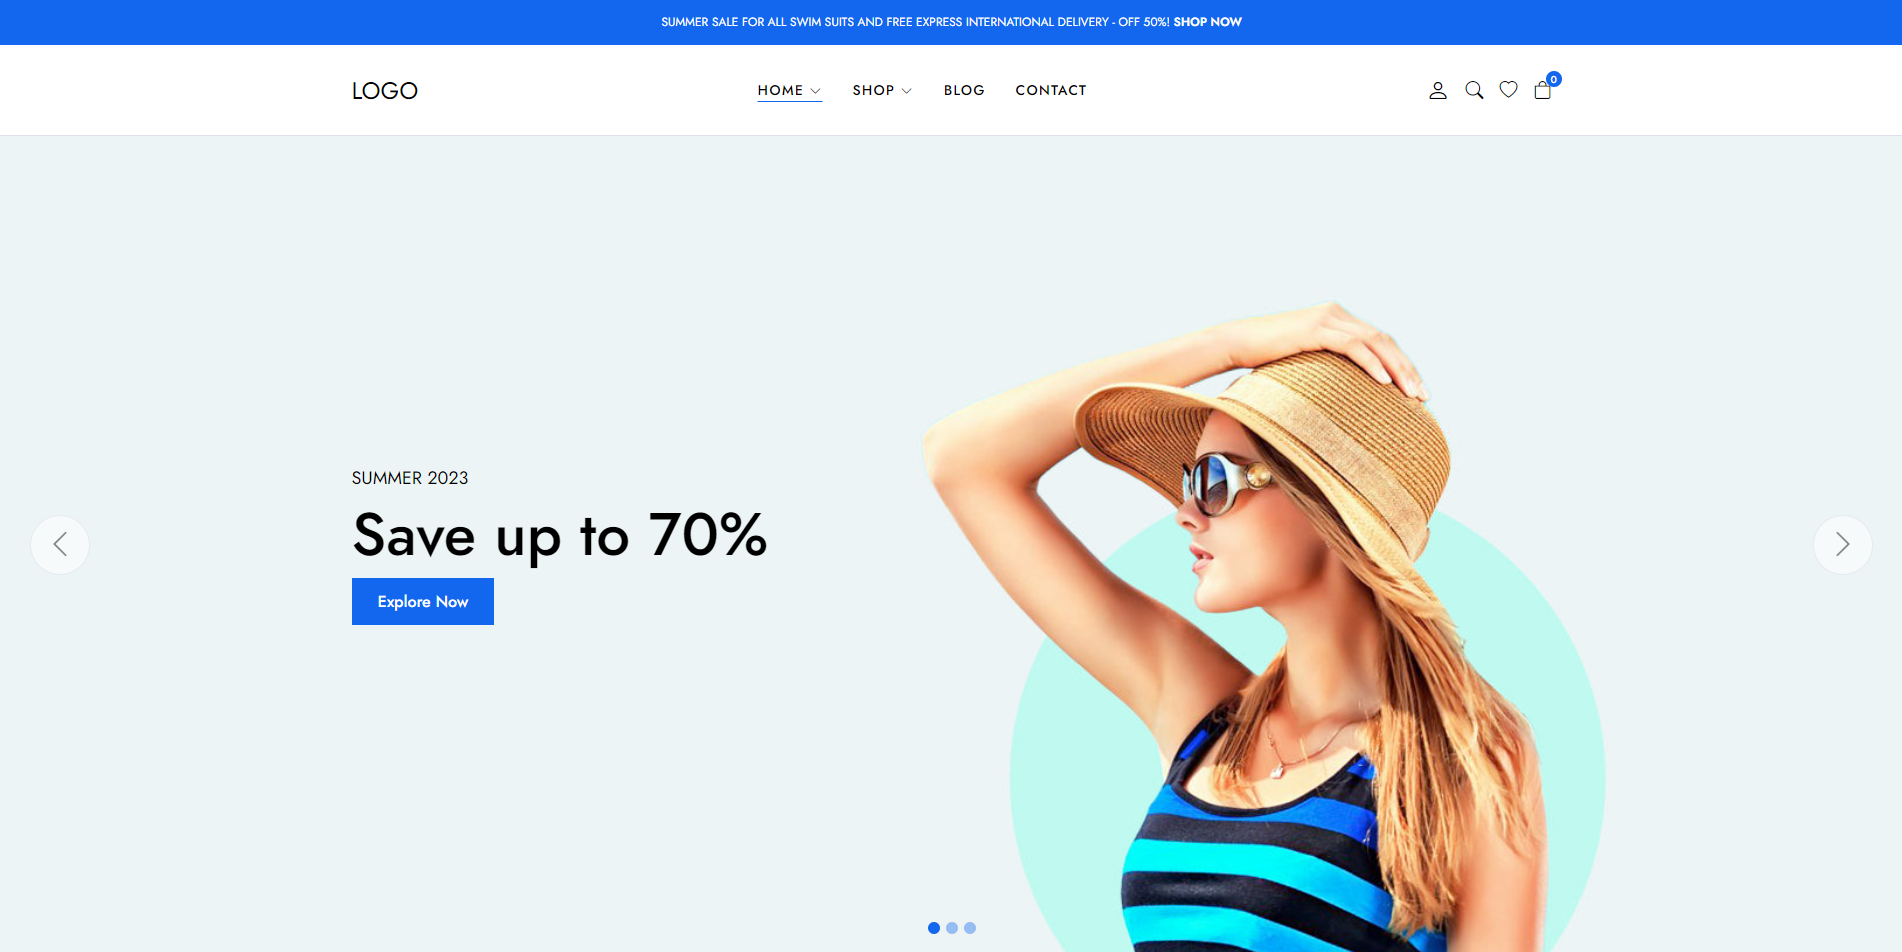 SUMMER SALE FOR ALL SWIM SUITS AND FREE EXPRESS INTERNATIONAL DELIVERY - OFF 50%! SHOP NOW
LOGO
HOME SHOP BLOG CONTACT
0
SUMMER 2023
Save up to 70%
Explore Now